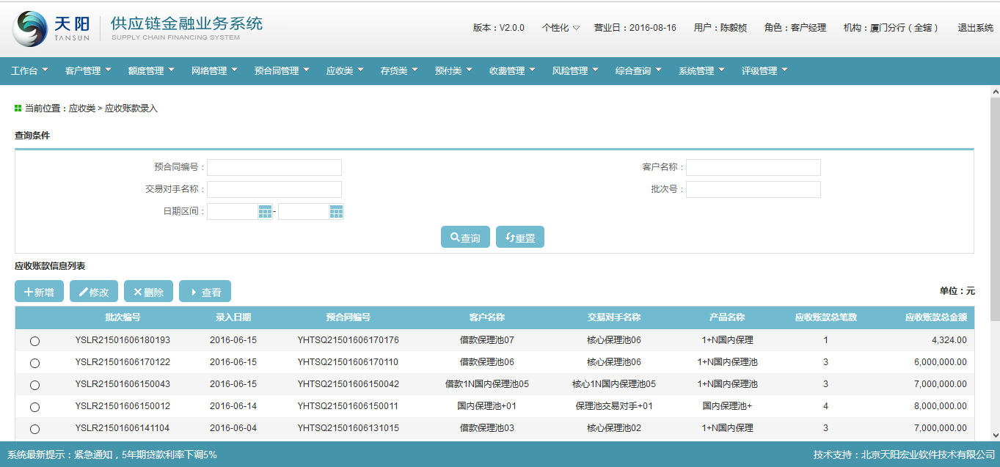 天阳
TANSUN
供应链金融业务系统
SUPPLY CHAIN FINANCING SYSTEM
版本：V2.0.0 个性化 营业日：2016-08-16 用户：陈毅桢 角色：客户经理 机构：厦门分行（全辖） 退出系统
工作台 客户管理 额度管理 网络管理 预合同管理 应收类 存货类 预付类 收费管理 风险管理 综合查询 系统管理 评级管理
当前位置：应收类 > 应收账款录入
查询条件
预合同编号： 客户名称：
交易对手名称： 批次号：
日期区间： -
查询 重置
应收账款信息列表
新增 修改 删除 查看 单位：元
批次编号 录入日期 预合同编号 客户名称 交易对手名称 产品名称 应收账款总笔数 应收账款总金额
YSLR21501606180193 2016-06-15 YHTSQ21501606170176 借款保理池07 核心保理池06 1+N国内保理 1 4,324.00
YSLR21501606170122 2016-06-15 YHTSQ21501606170110 借款保理池06 核心保理池06 1+N国内保理池 3 6,000,000.00
YSLR21501606150043 2016-06-15 YHTSQ21501606150042 借款1N国内保理池05 核心1N国内保理池05 1+N国内保理池 3 7,000,000.00
YSLR21501606150012 2016-06-14 YHTSQ21501606150011 国内保理池+01 保理池交易对手+01 国内保理池+ 4 8,000,000.00
YSLR21501606141104 2016-06-04 YHTSQ21501606131015 借款保理池03 核心保理池02 1+N国内保理 3 7,000,000.00
系统最新提示：紧急通知，5年期贷款利率下调5% 技术支持：北京天阳宏业软件技术有限公司